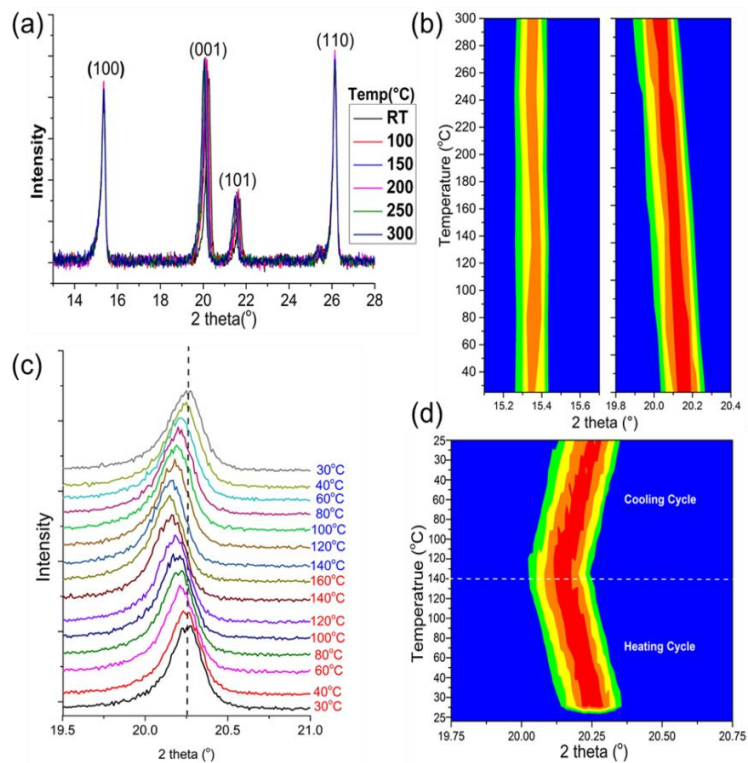 (a)
(100)
(001)
(101)
(110)
Temp(°C)
RT
100
150
200
250
300
Intensity
14 16 18 20 22 24 26 28
2 theta(°)
(b)
300
280
260
240
220
200
180
160
140
120
100
80
60
40
Temperature (°C)
15.2 15.4 15.6 19.8 20.0 20.2 20.4
2 theta (°)
(c)
30°C
40°C
60°C
80°C
100°C
120°C
140°C
160°C
140°C
120°C
100°C
80°C
60°C
40°C
30°C
Intensity
19.5 20.0 20.5 21.0
2 theta (°)
(d)
25
30
40
60
80
100
120
140
120
100
80
60
40
30
25
Temperatrue (°C)
Cooling Cycle
Heating Cycle
19.75 20.00 20.25 20.50 20.75
2 theta (°)